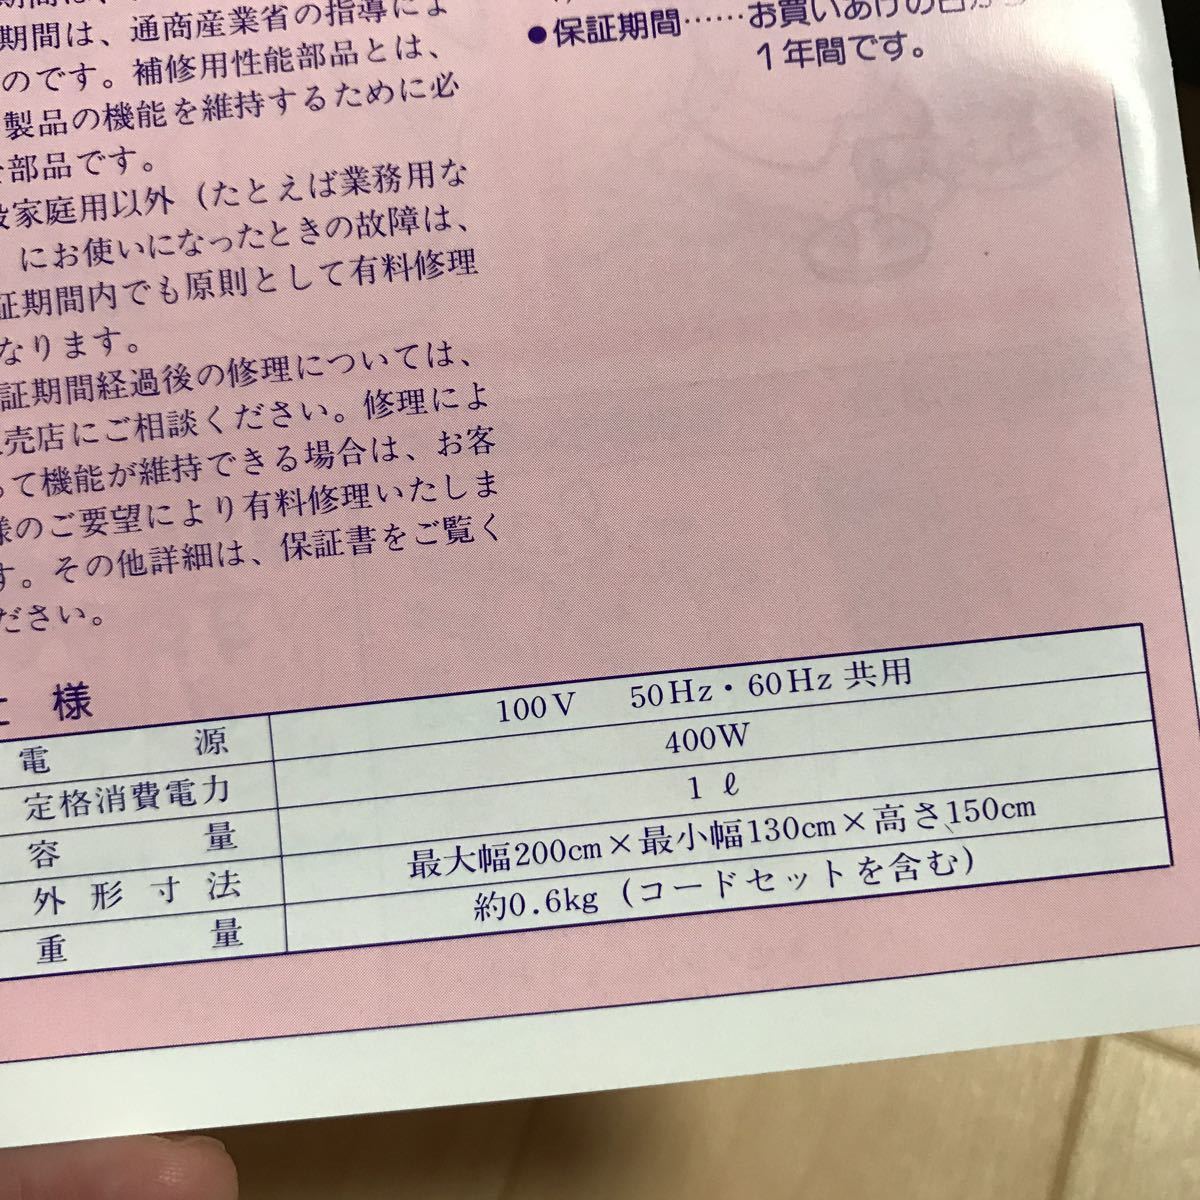 期間は、通商産業省の指導によ
のです。補修用性能部品とは、
製品の機能を維持するために必
部品です。
家庭用以外（たとえば業務用な
にお使いになったときの故障は、
証期間内でも原則として有料修理
なります。
証期間経過後の修理については、
売店にご相談ください。修理によ
って機能が維持できる場合は、お客
様のご要望により有料修理いたしま
す。その他詳細は、保証書をご覧く
ださい。
●保証期間……お買いあげの日から
1年間です。
仕様
電源 100V 50Hz・60Hz 共用
定格消費電力 400W
容量 1ℓ
外形寸法 最大幅200cm×最小幅130cm×高さ150cm
重量 約0.6kg（コードセットを含む）